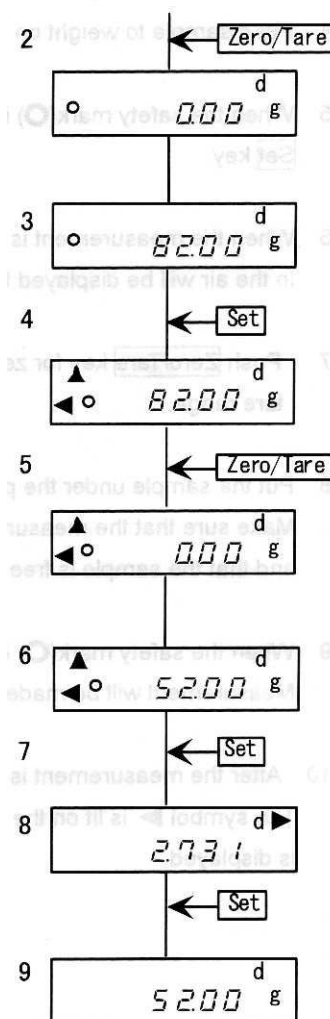 2
Zero/Tare
d
0.00 g
3
d
82.00 g
4
Set
d
82.00 g
5
Zero/Tare
d
0.00 g
6
d
52.00 g
7
Set
8
d
2.731
Set
9
d
52.00 g